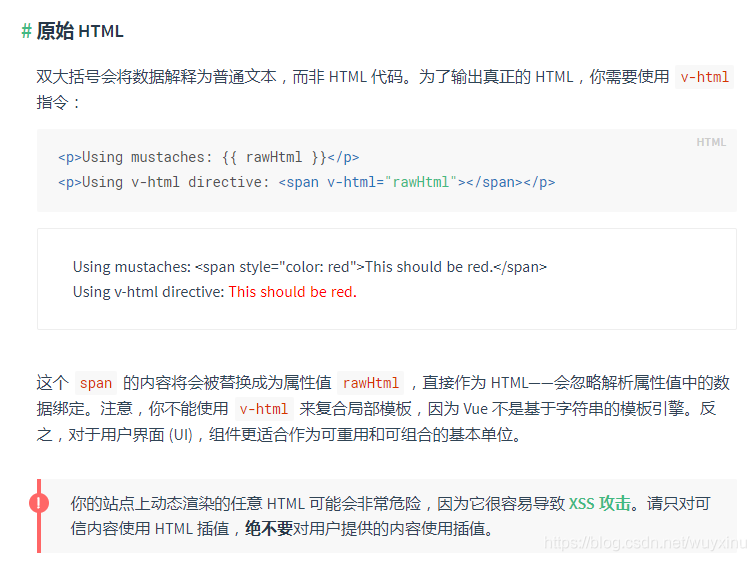 # 原始 HTML
双大括号会将数据解释为普通文本，而非 HTML 代码。为了输出真正的 HTML，你需要使用 v-html
指令：
HTML
<p>Using mustaches: {{ rawHtml }}</p>
<p>Using v-html directive: <span v-html="rawHtml"></span></p>
Using mustaches: <span style="color: red">This should be red.</span>
Using v-html directive: This should be red.
这个 span 的内容将会被替换成为属性值 rawHtml ，直接作为 HTML——会忽略解析属性值中的数
据绑定。注意，你不能使用 v-html 来复合局部模板，因为 Vue 不是基于字符串的模板引擎。反
之，对于用户界面 (UI)，组件更适合作为可重用和可组合的基本单位。
!
你的站点上动态渲染的任意 HTML 可能会非常危险，因为它很容易导致 XSS 攻击。请只对可
信内容使用 HTML 插值，绝不要对用户提供的内容使用插值。
https://blog.csdn.net/wuyxinu